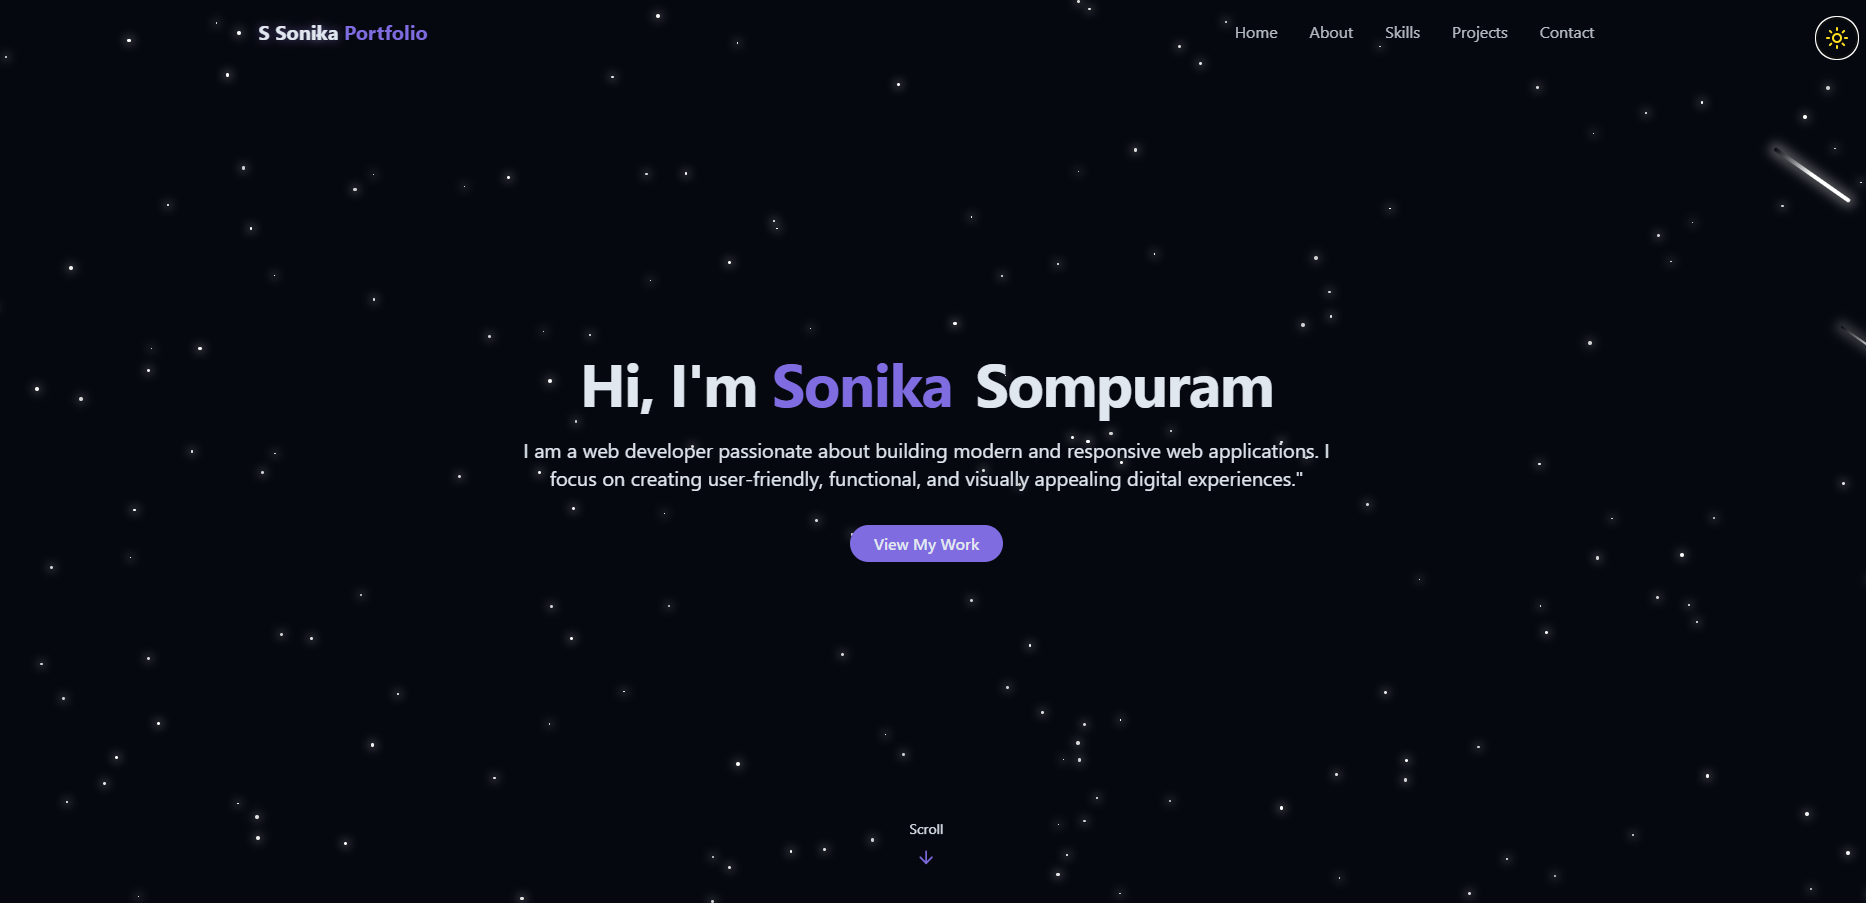 S Sonika Portfolio
Home About Skills Projects Contact
Hi, I'm Sonika Sompuram
I am a web developer passionate about building modern and responsive web applications. I
focus on creating user-friendly, functional, and visually appealing digital experiences."
View My Work
Scroll